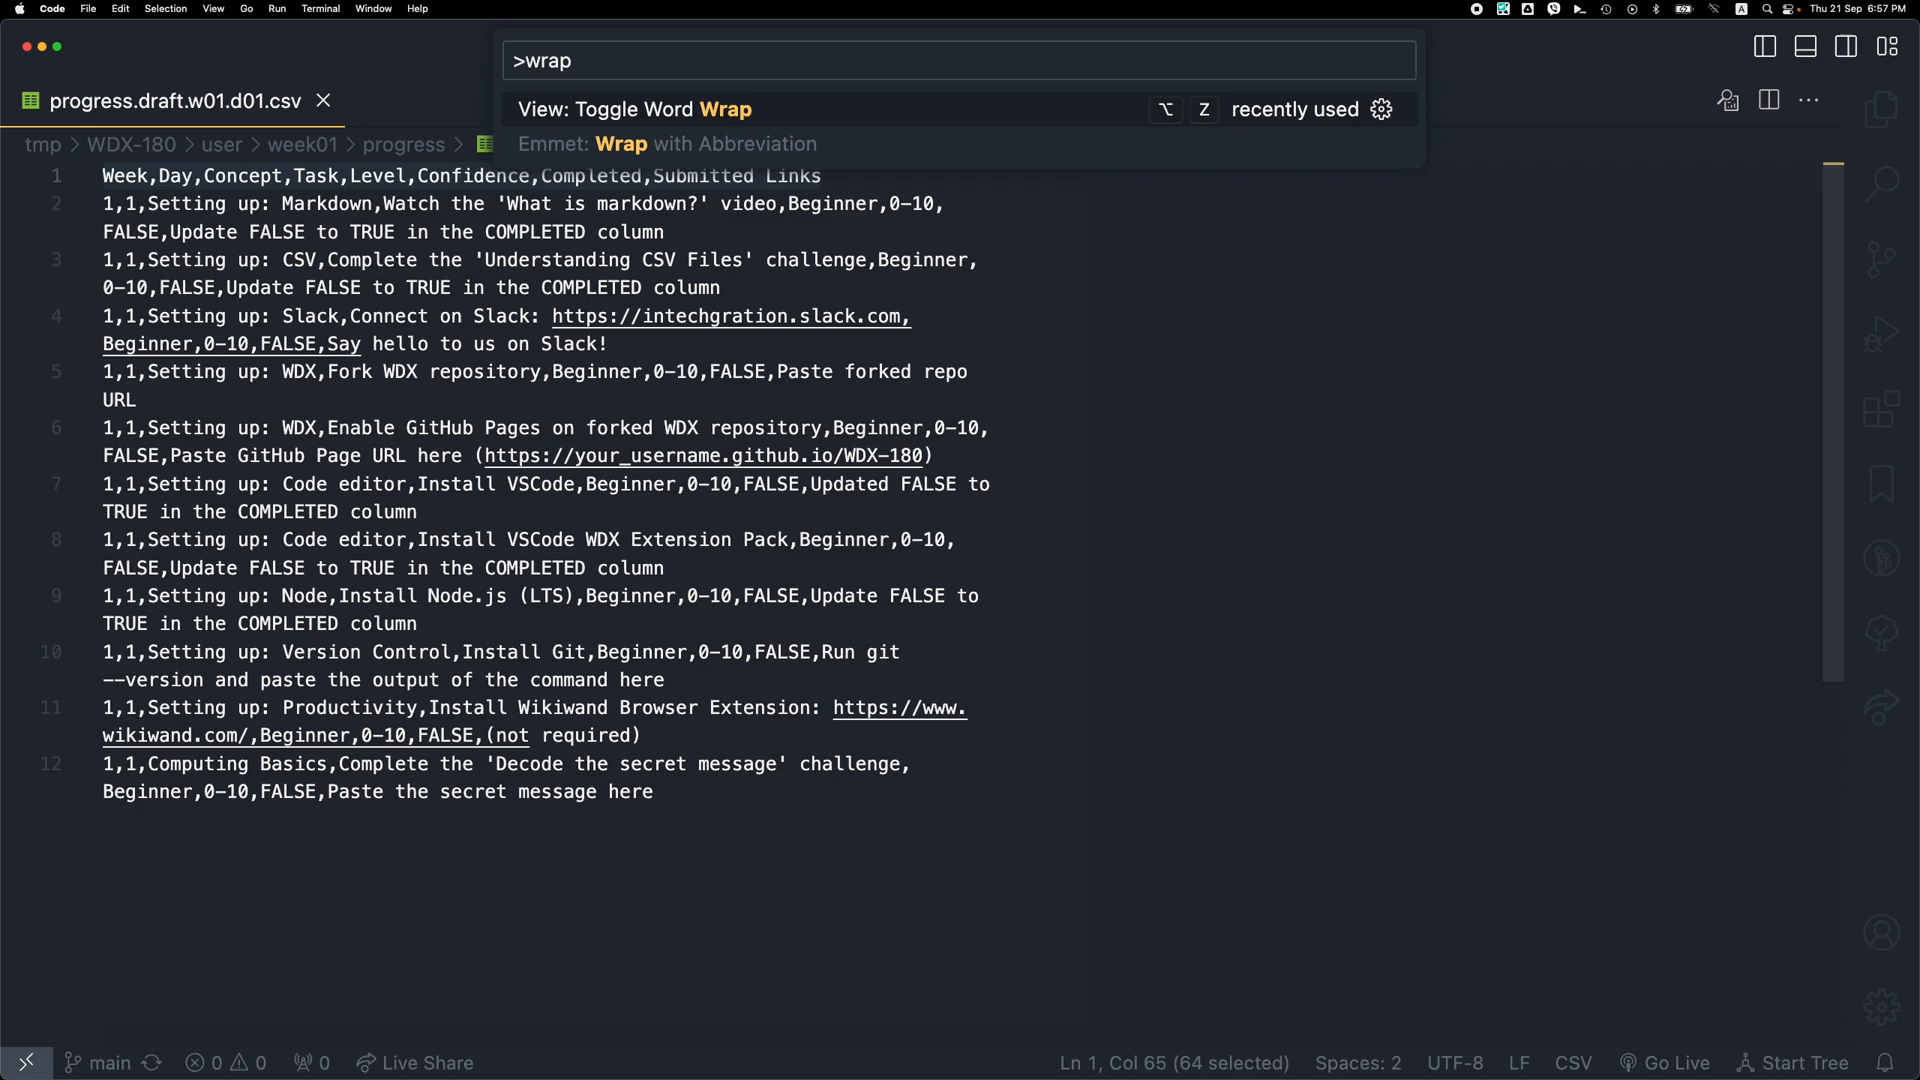 Code File Edit Selection View Go Run Terminal Window Help
A Thu 21 Sep 6:57 PM
>wrap
progress.draft.w01.d01.csv
View: Toggle Word Wrap ⌥ Z recently used
tmp > WDX-180 > user > week01 > progress >
Emmet: Wrap with Abbreviation
1 Week,Day,Concept,Task,Level,Confidence,Completed,Submitted Links
2 1,1,Setting up: Markdown,Watch the 'What is markdown?' video,Beginner,0-10,
FALSE,Update FALSE to TRUE in the COMPLETED column
3 1,1,Setting up: CSV,Complete the 'Understanding CSV Files' challenge,Beginner,
0-10,FALSE,Update FALSE to TRUE in the COMPLETED column
4 1,1,Setting up: Slack,Connect on Slack: https://intechgration.slack.com,
Beginner,0-10,FALSE,Say hello to us on Slack!
5 1,1,Setting up: WDX,Fork WDX repository,Beginner,0-10,FALSE,Paste forked repo
URL
6 1,1,Setting up: WDX,Enable GitHub Pages on forked WDX repository,Beginner,0-10,
FALSE,Paste GitHub Page URL here (https://your_username.github.io/WDX-180)
7 1,1,Setting up: Code editor,Install VSCode,Beginner,0-10,FALSE,Updated FALSE to
TRUE in the COMPLETED column
8 1,1,Setting up: Code editor,Install VSCode WDX Extension Pack,Beginner,0-10,
FALSE,Update FALSE to TRUE in the COMPLETED column
9 1,1,Setting up: Node,Install Node.js (LTS),Beginner,0-10,FALSE,Update FALSE to
TRUE in the COMPLETED column
10 1,1,Setting up: Version Control,Install Git,Beginner,0-10,FALSE,Run git
--version and paste the output of the command here
11 1,1,Setting up: Productivity,Install Wikiwand Browser Extension: https://www.
wikiwand.com/,Beginner,0-10,FALSE,(not required)
12 1,1,Computing Basics,Complete the 'Decode the secret message' challenge,
Beginner,0-10,FALSE,Paste the secret message here
main 0 0 0 Live Share Ln 1, Col 65 (64 selected) Spaces: 2 UTF-8 LF CSV Go Live Start Tree